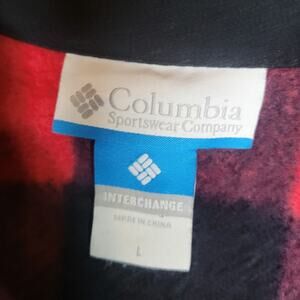 Columbia
Sportswear Company
INTERCHANGE
MADE IN CHINA
L